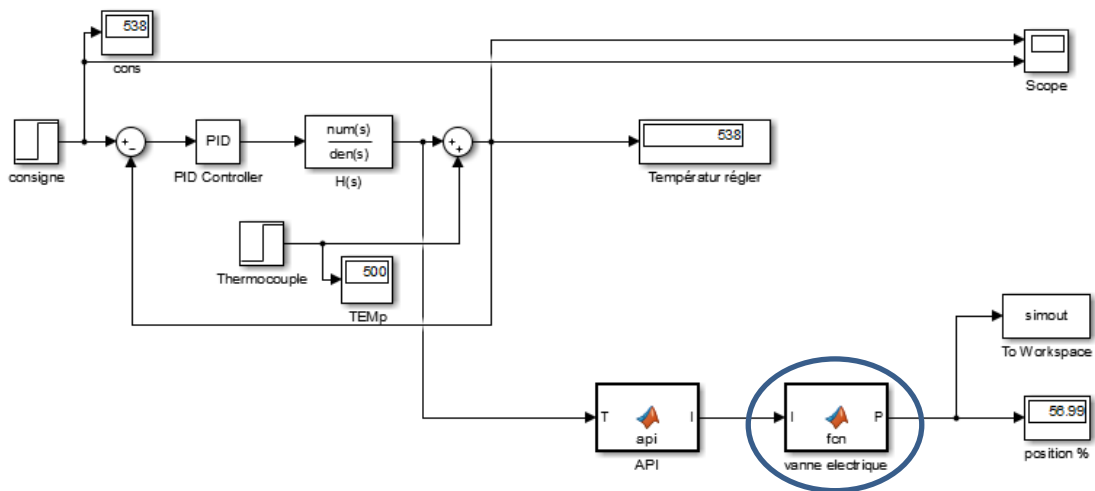 538
cons
Scope
consigne
+
-
PID
PID Controller
num(s)
den(s)
H(s)
+
+
538
Températur régler
Thermocouple
500
TEMp
simout
To Workspace
T
api
I
API
I
fcn
P
vanne electrique
56.99
position %